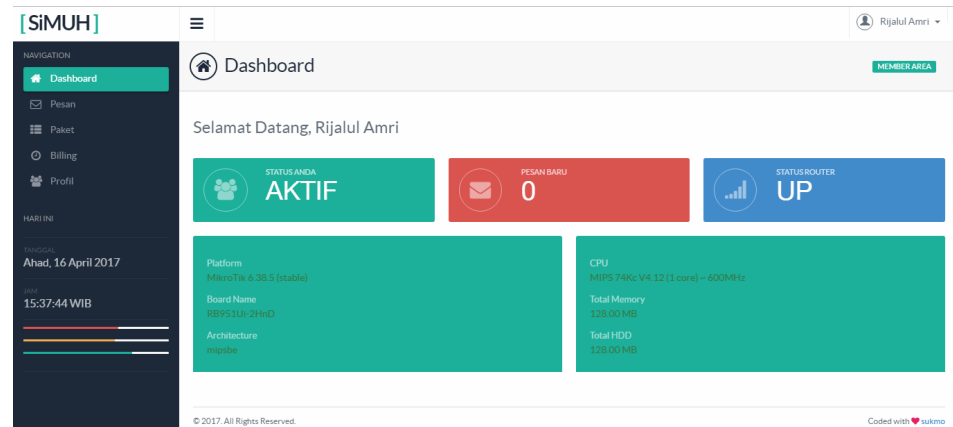 [SiMUH]
Rijalul Amri
NAVIGATION
Dashboard
Pesan
Paket
Billing
Profil
HARI INI
TANGGAL
Ahad, 16 April 2017
JAM
15:37:44 WIB
Dashboard
MEMBER AREA
Selamat Datang, Rijalul Amri
STATUS ANDA
AKTIF
PESAN BARU
0
STATUS ROUTER
UP
Platform
MikroTik 6.38.5 (stable)
Board Name
RB951Ui-2HnD
Architecture
mipsbe
CPU
MIPS 74Kc V4.12 (1 core) ~ 600MHz
Total Memory
128.00 MB
Total HDD
128.00 MB
© 2017. All Rights Reserved.
Coded with ♥ sukmo